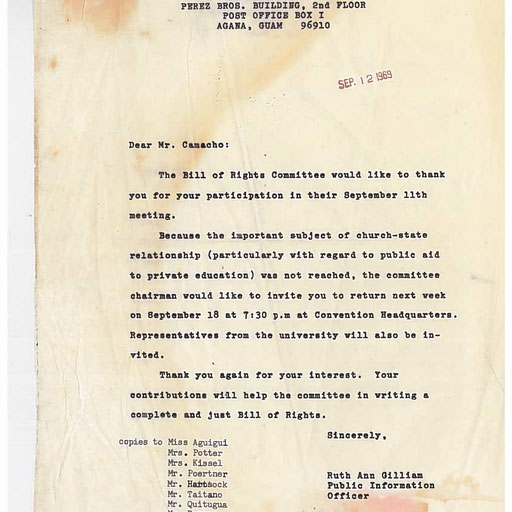 PEREZ BROS. BUILDING, 2nd FLOOR
POST OFFICE BOX I
AGANA, GUAM 96910
SEP. 12 1969
Dear Mr. Camacho:
The Bill of Rights Committee would like to thank
you for your participation in their September 11th
meeting.
Because the important subject of church-state
relationship (particularly with regard to public aid
to private education) was not reached, the committee
chairman would like to invite you to return next week
on September 18 at 7:30 p.m at Convention Headquarters.
Representatives from the university will also be in-
vited.
Thank you again for your interest. Your
contributions will help the committee in writing a
complete and just Bill of Rights.
Sincerely,
copies to Miss Aguigui
Mrs. Potter
Mrs. Kissel
Mr. Poertner
Mr.
Mr. Taitano
Mr. Quitugua
Ruth Ann Gilliam
Public Information
Officer